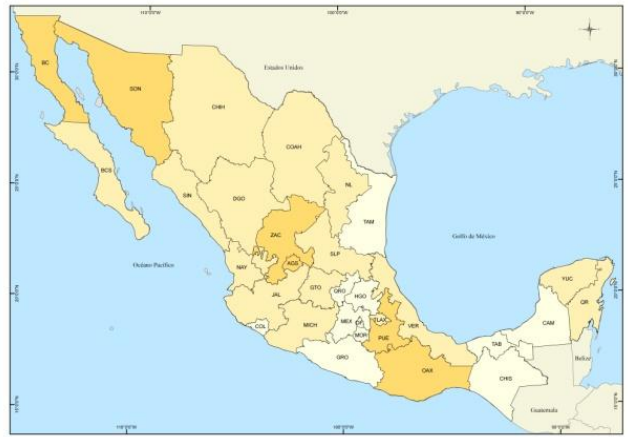 BC
SON
Estados Unidos
CHIH
COAH
BCS
SIN
DGO
NL
TAM
ZAC
Golfo de México
Océano Pacífico
SLP
AGS
NAY
YUC
JAL
GTO
QRO
HGO
QR
COL
MICH
MEX
DF
TLAX
VER
CAM
MOR
PUE
TAB
GRO
OAX
CHIS
Belize
Guatemala